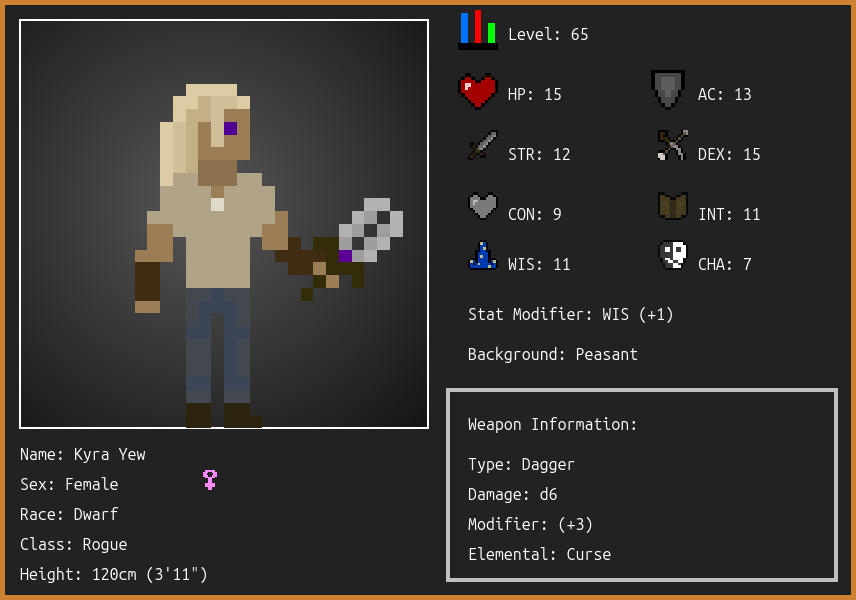 Level: 65
HP: 15
AC: 13
STR: 12
DEX: 15
CON: 9
INT: 11
WIS: 11
CHA: 7
Stat Modifier: WIS (+1)
Background: Peasant
Weapon Information:
Type: Dagger
Damage: d6
Modifier: (+3)
Elemental: Curse
Name: Kyra Yew
Sex: Female
Race: Dwarf
Class: Rogue
Height: 120cm (3'11")